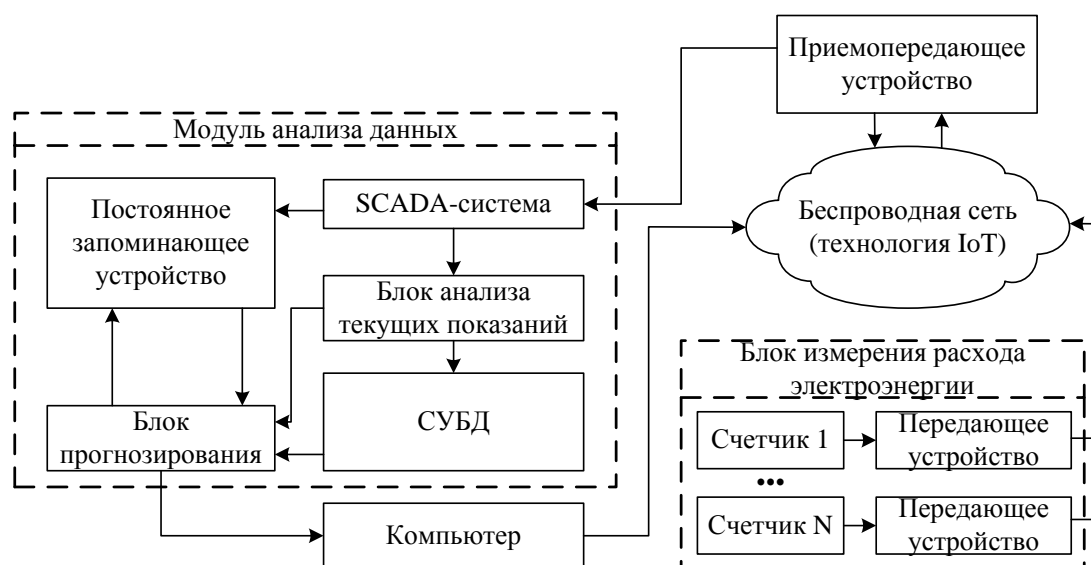 Приемопередающее
устройство
Модуль анализа данных
Постоянное
запоминающее
устройство
SCADA-система
Беспроводная сеть
(технология IoT)
Блок анализа
текущих показаний
Блок измерения расхода
электроэнергии
Блок
прогнозирования
СУБД
Счетчик 1
Передающее
устройство
...
Счетчик N
Передающее
устройство
Компьютер